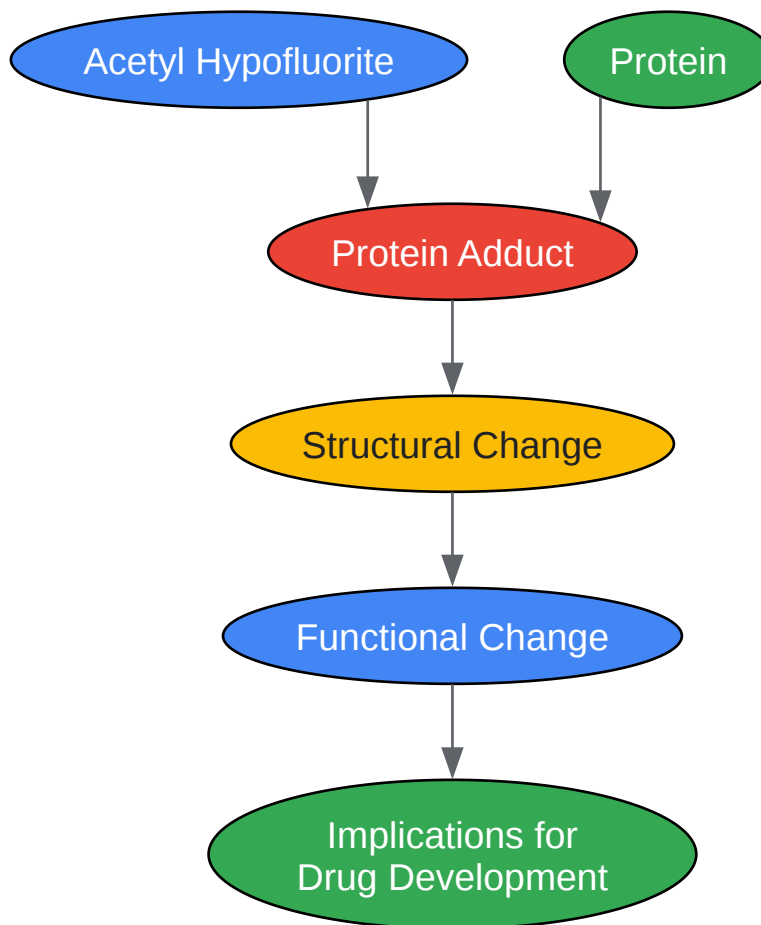 Acetyl Hypofluorite
Protein
Protein Adduct
Structural Change
Functional Change
Implications for
Drug Development